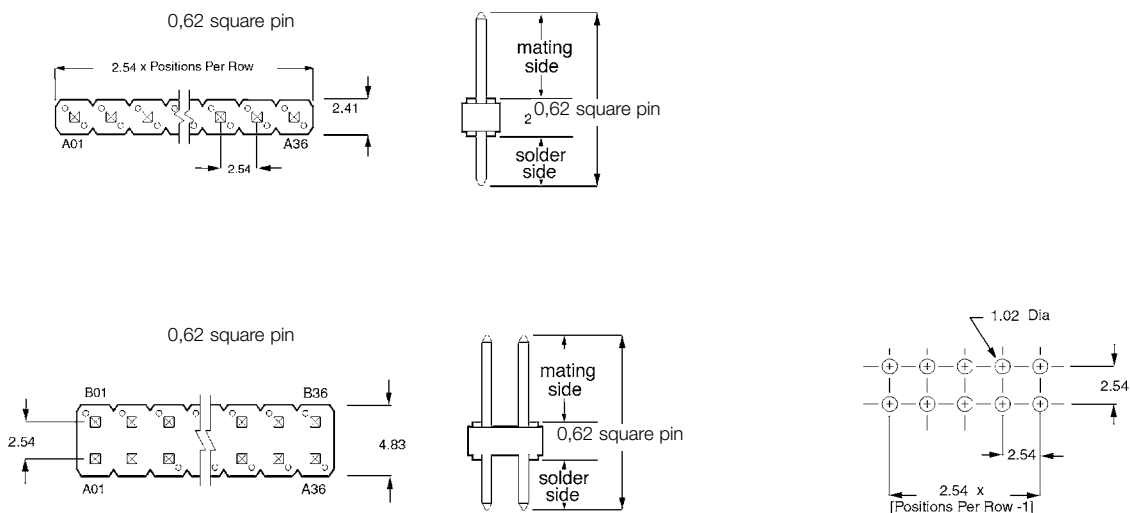 0,62 square pin
2.54 x Positions Per Row
2.41
A01
A36
2.54
mating
side
2
0,62 square pin
solder
side
0,62 square pin
B01
B36
2.54
4.83
A01
A36
mating
side
0,62 square pin
solder
side
1.02 Dia
2.54
2.54
2.54 x
[Positions Per Row -1]